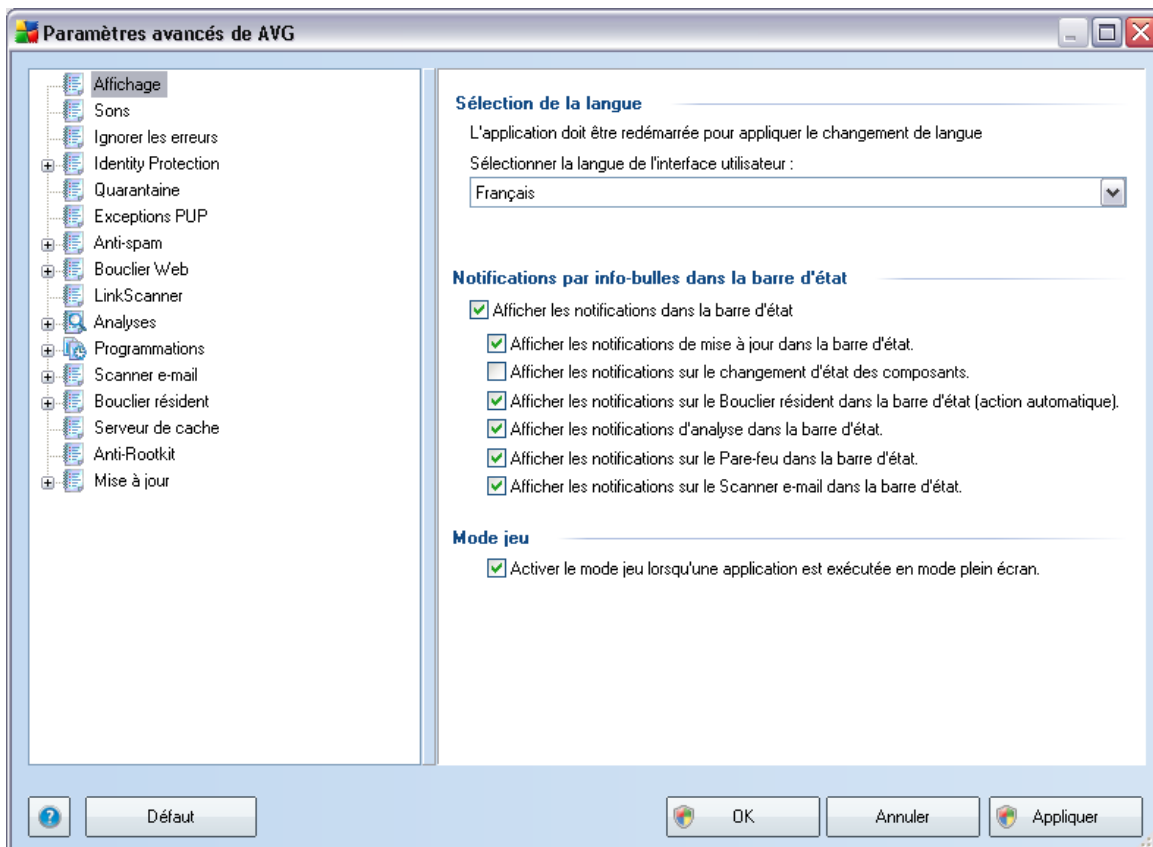 Paramètres avancés de AVG
Affichage
Sons
Ignorer les erreurs
Identity Protection
Quarantaine
Exceptions PUP
Anti-spam
Bouclier Web
LinkScanner
Analyses
Programmations
Scanner e-mail
Bouclier résident
Serveur de cache
Anti-Rootkit
Mise à jour
Sélection de la langue
L'application doit être redémarrée pour appliquer le changement de langue
Sélectionner la langue de l'interface utilisateur :
Français
Notifications par info-bulles dans la barre d'état
Afficher les notifications dans la barre d'état
Afficher les notifications de mise à jour dans la barre d'état.
Afficher les notifications sur le changement d'état des composants.
Afficher les notifications sur le Bouclier résident dans la barre d'état (action automatique).
Afficher les notifications d'analyse dans la barre d'état.
Afficher les notifications sur le Pare-feu dans la barre d'état.
Afficher les notifications sur le Scanner e-mail dans la barre d'état.
Mode jeu
Activer le mode jeu lorsqu'une application est exécutée en mode plein écran.
?
Défaut
OK
Annuler
Appliquer